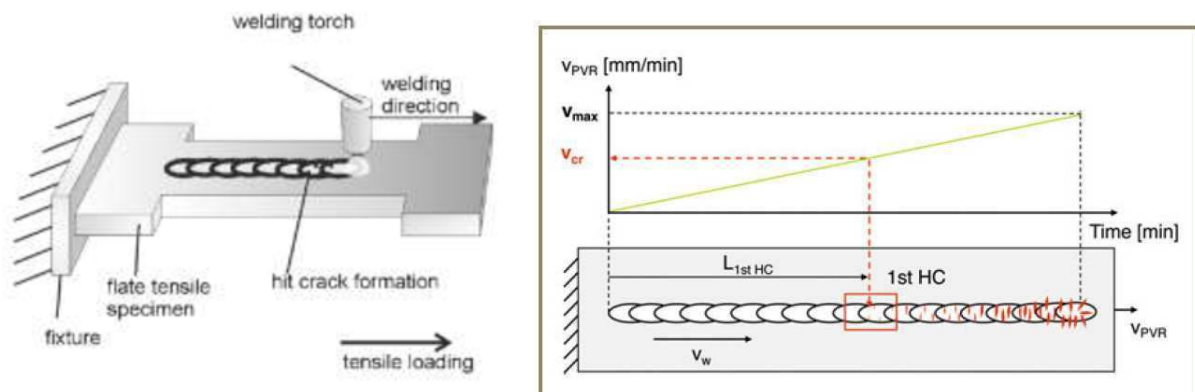 welding torch
welding
direction
hit crack formation
flate tensile
specimen
fixture
tensile loading
vPVR [mm/min]
vmax
vcr
Time [min]
L1st HC
1st HC
vw
vPVR